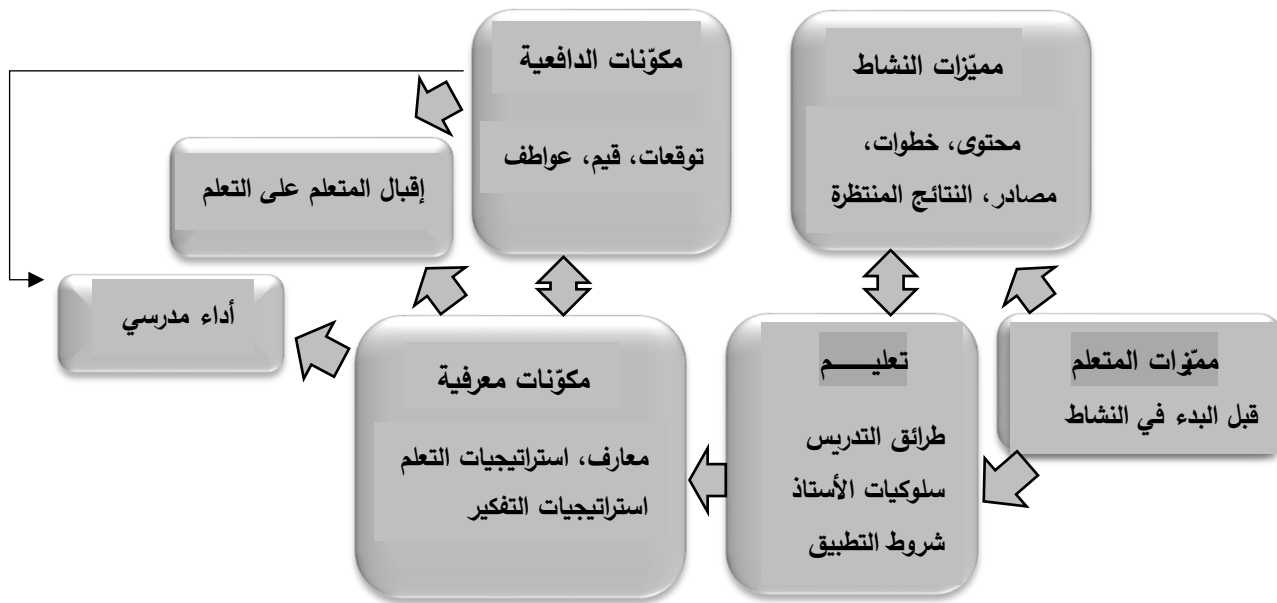 مميّزات النشاط
محتوى، خطوات،
مصادر، النتائج المنتظرة
مكوّنات الدافعية
توقعات، قيم، عواطف
إقبال المتعلم على التعلم
أداء مدرسي
مميّزات المتعلم
قبل البدء في النشاط
تعليـــــم
طرائق التدريس
سلوكيات الأستاذ
شروط التطبيق
مكوّنات معرفية
معارف، استراتيجيات التعلم
استراتيجيات التفكير